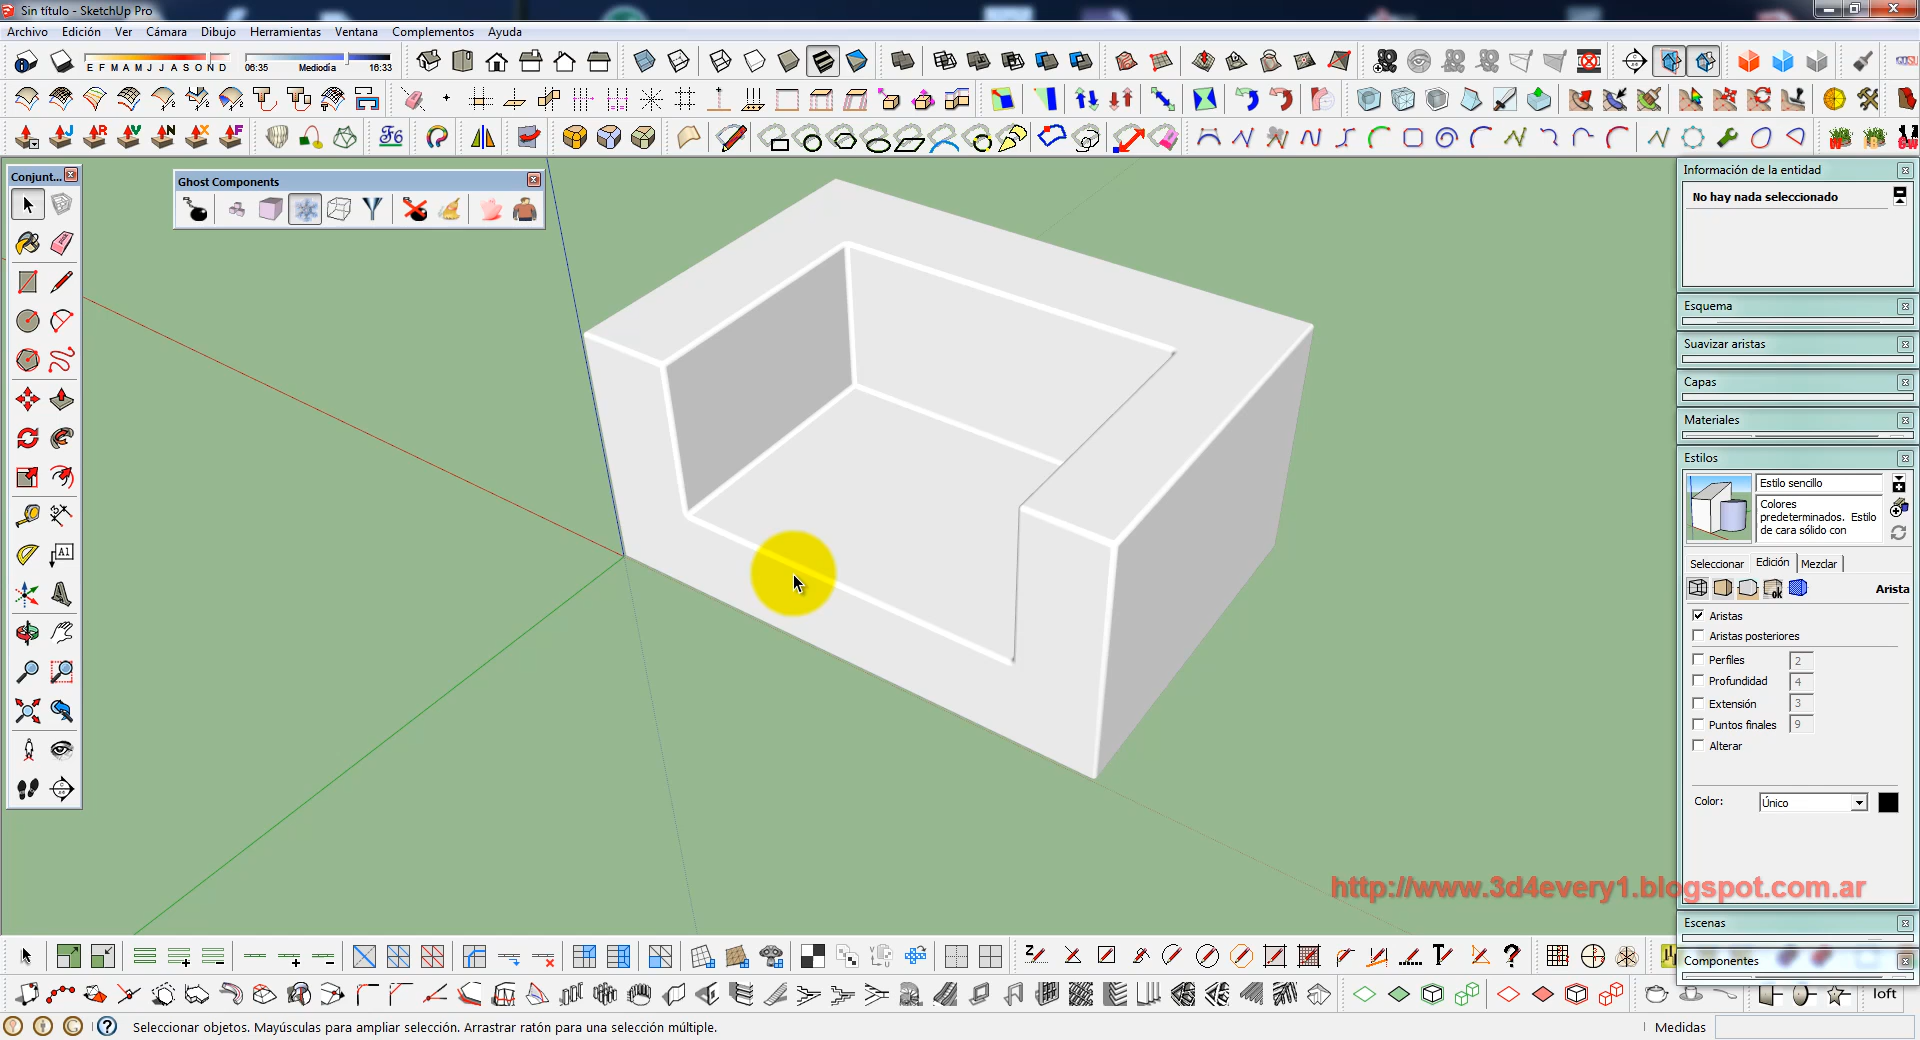 Sin título - SketchUp Pro
Archivo Edición Ver Cámara Dibujo Herramientas Ventana Complementos Ayuda
E F M A M J J A S O N D 06:35 Mediodía 16:33
Conjunt...
Ghost Components
A1
Información de la entidad
No hay nada seleccionado
Esquema
Suavizar aristas
Capas
Materiales
Estilos
Estilo sencillo
Colores
predeterminados. Estilo
de cara sólido con
Seleccionar Edición Mezclar
Arista
Aristas
Aristas posteriores
Perfiles 2
Profundidad 4
Extensión 3
Puntos finales 9
Alterar
Color: Único
http://www.3d4every1.blogspot.com.ar
Escenas
Componentes
loft
Seleccionar objetos. Mayúsculas para ampliar selección. Arrastrar ratón para una selección múltiple.
Medidas